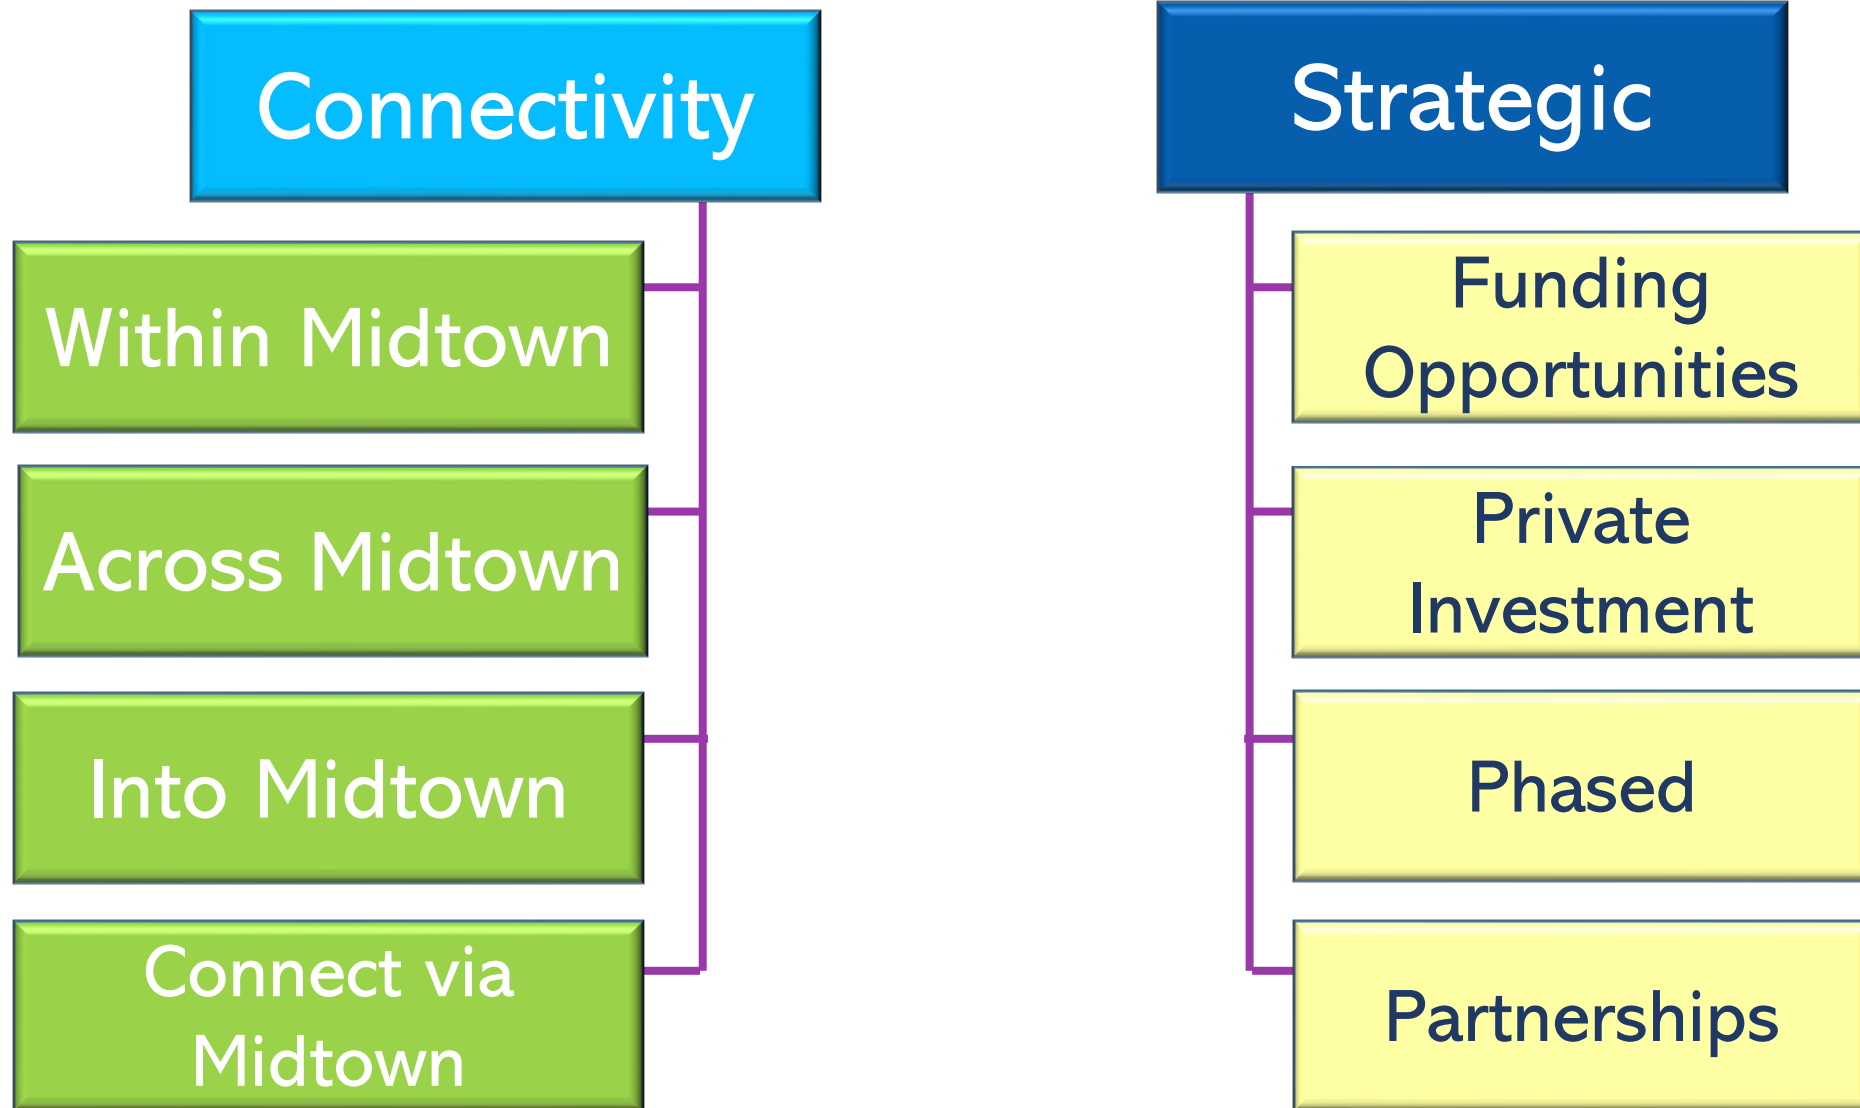 Connectivity
Within Midtown
Across Midtown
Into Midtown
Connect via
Midtown
Strategic
Funding
Opportunities
Private
Investment
Phased
Partnerships